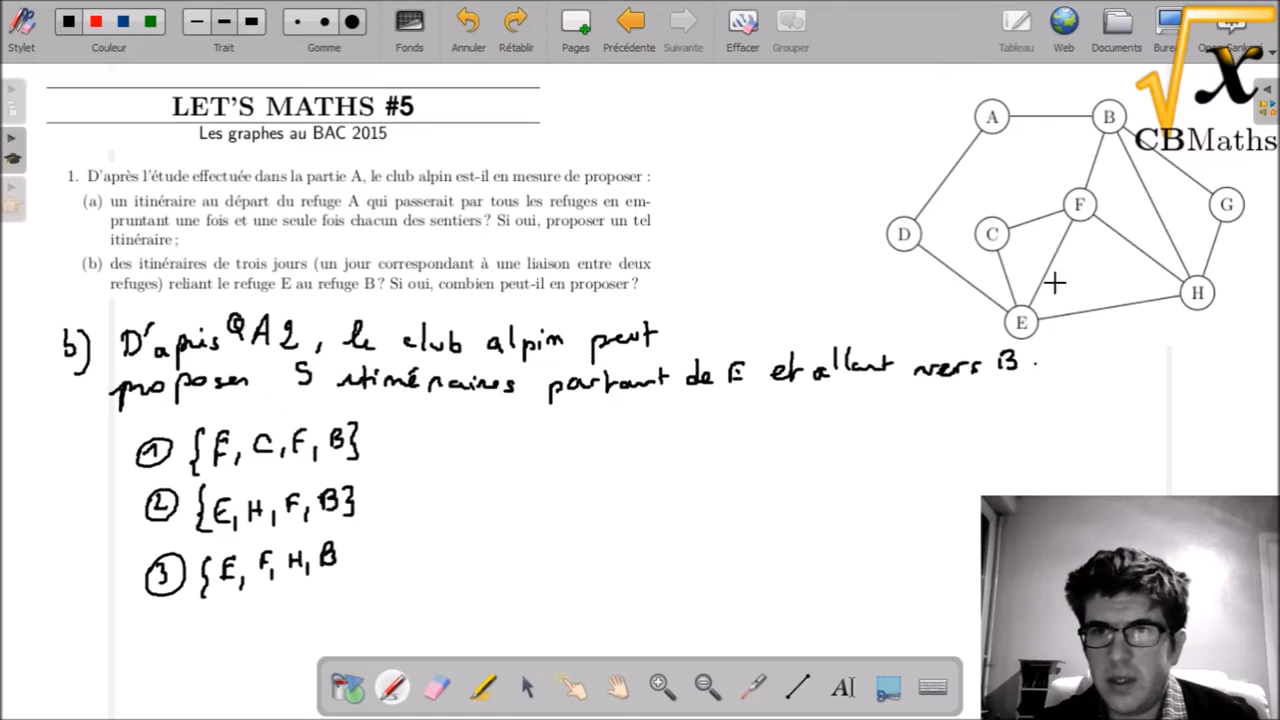 Stylet
Couleur
Trait
Gomme
Fonds
Annuler
Rétablir
Pages
Précédente
Suivante
Effacer
Grouper
Tableau
Web
Documents
x
CBMaths
LET'S MATHS #5
Les graphes au BAC 2015
1. D'après l'étude effectuée dans la partie A, le club alpin est-il en mesure de proposer :
(a) un itinéraire au départ du refuge A qui passerait par tous les refuges en em-
pruntant une fois et une seule fois chacun des sentiers ? Si oui, proposer un tel
itinéraire ;
(b) des itinéraires de trois jours (un jour correspondant à une liaison entre deux
refuges) reliant le refuge E au refuge B ? Si oui, combien peut-il en proposer ?
A
B
F
G
C
D
H
E
b) D'après QA2, le club alpin peut
proposer 5 itinéraires partant de E et allant vers B.
① {E, C, F, B}
② {E, H, F, B}
③ {E, F, H, B
AI